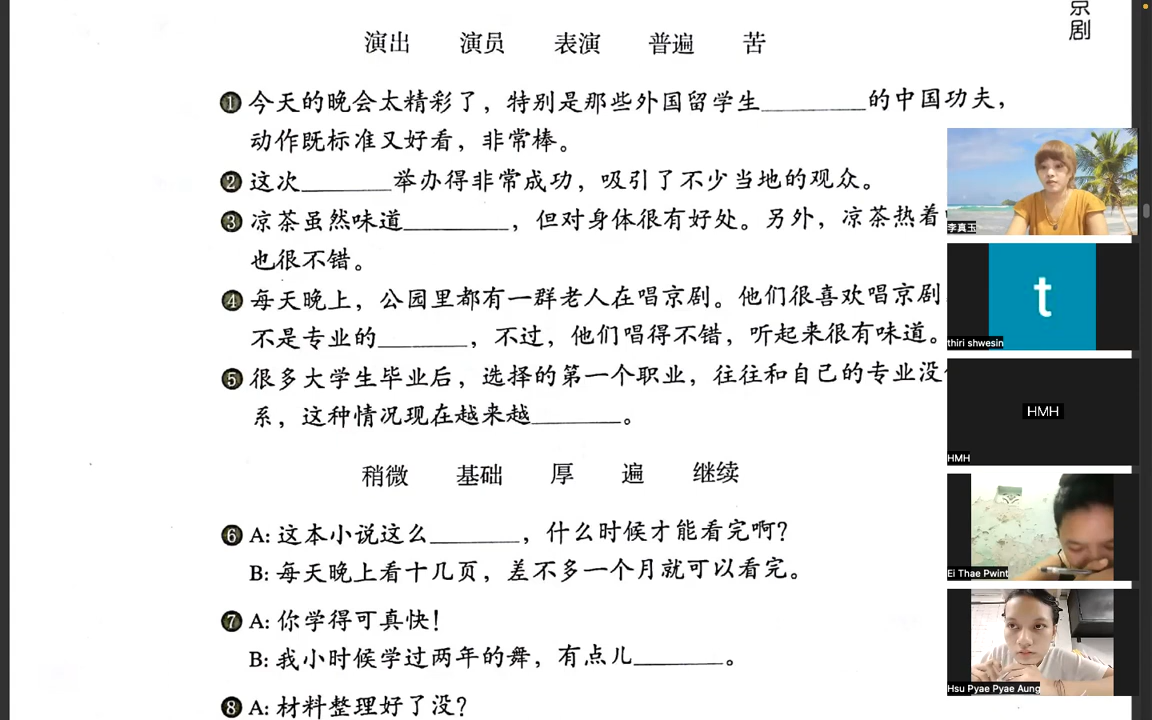 京剧
演出 演员 表演 普遍 苦
1 今天的晚会太精彩了，特别是那些外国留学生________的中国功夫，
动作既标准又好看，非常棒。
2 这次________举办得非常成功，吸引了不少当地的观众。
3 凉茶虽然味道________，但对身体很有好处。另外，凉茶热着
也很不错。
4 每天晚上，公园里都有一群老人在唱京剧。他们很喜欢唱京剧
不是专业的________，不过，他们唱得不错，听起来很有味道。
5 很多大学生毕业后，选择的第一个职业，往往和自己的专业没
系，这种情况现在越来越________。
稍微 基础 厚 遍 继续
6 A: 这本小说这么________，什么时候才能看完啊？
B: 每天晚上看十几页，差不多一个月就可以看完。
7 A: 你学得可真快！
B: 我小时候学过两年的舞，有点儿________。
8 A: 材料整理好了没？
李真玉
t
thiri shwesin
HMH
HMH
Ei Thae Pwint
Hsu Pyae Pyae Aung